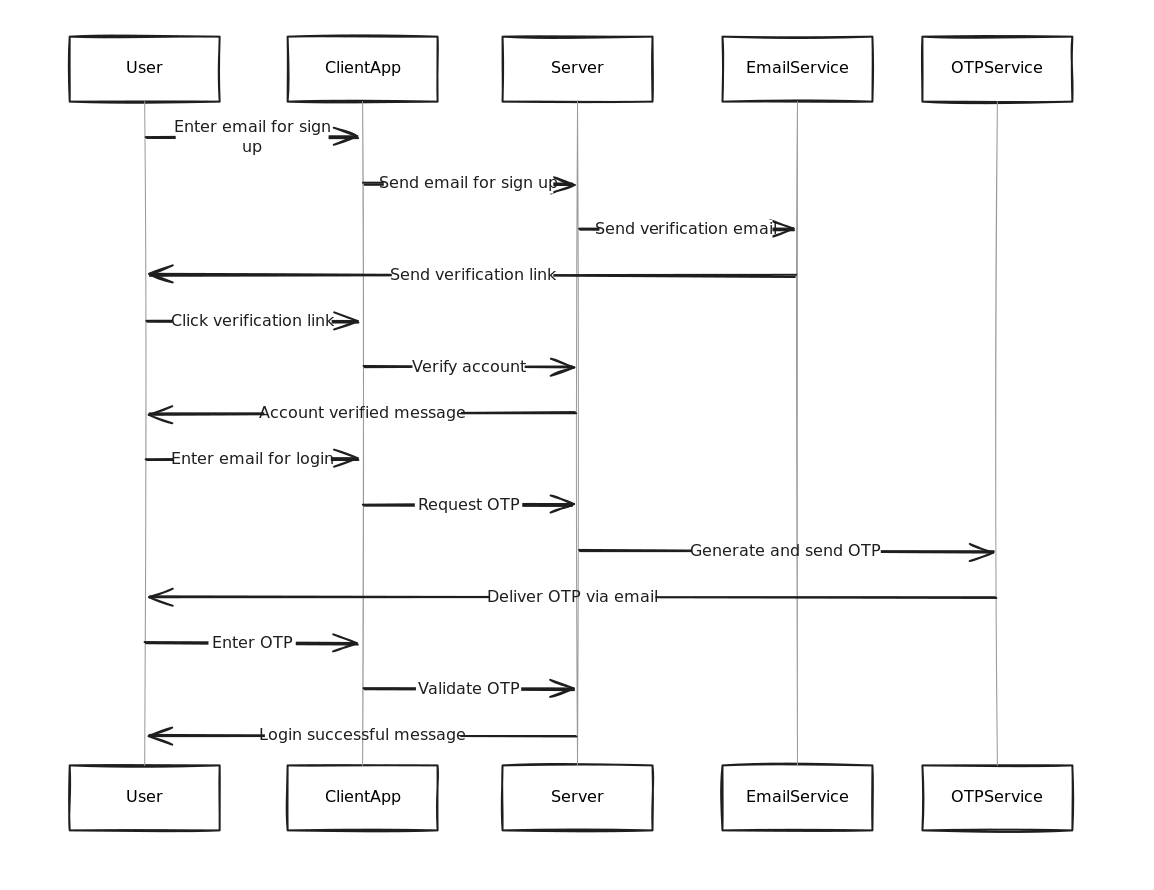 User
ClientApp
Server
EmailService
OTPService
Enter email for sign
up
Send email for sign up
Send verification email
Send verification link
Click verification link
Verify account
Account verified message
Enter email for login
Request OTP
Generate and send OTP
Deliver OTP via email
Enter OTP
Validate OTP
Login successful message
User
ClientApp
Server
EmailService
OTPService